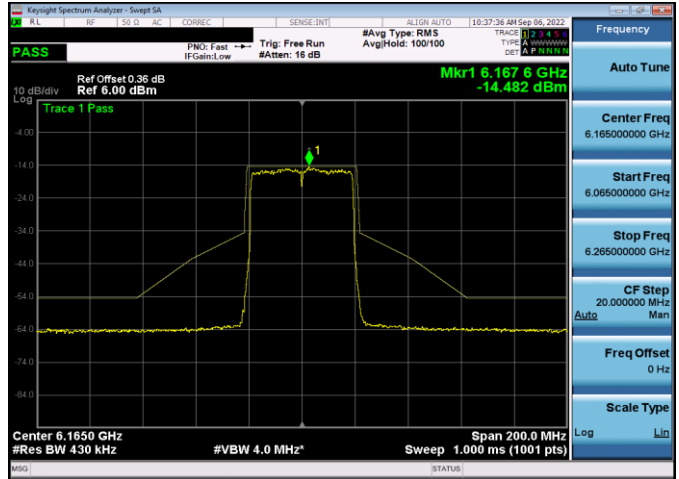 Keysight Spectrum Analyzer - Swept SA
RL RF 50 Ω AC CORREC SENSE:INT ALIGN AUTO 10:37:36 AM Sep 06, 2022
PASS
PNO: Fast
IFGain:Low
Trig: Free Run
#Atten: 16 dB
#Avg Type: RMS
Avg|Hold: 100/100
TRACE 1 2 3 4 5 6
TYPE A WWWWW
DET A P N N N N
Frequency
10 dB/div
Log
Ref Offset 0.36 dB
Ref 6.00 dBm
Mkr1 6.167 6 GHz
-14.482 dBm
Trace 1 Pass
1
-4.00
-14.0
-24.0
-34.0
-44.0
-54.0
-64.0
-74.0
-84.0
Center 6.1650 GHz
#Res BW 430 kHz
#VBW 4.0 MHz*
Span 200.0 MHz
Sweep 1.000 ms (1001 pts)
Auto Tune
Center Freq
6.165000000 GHz
Start Freq
6.065000000 GHz
Stop Freq
6.265000000 GHz
CF Step
20.000000 MHz
Auto Man
Freq Offset
0 Hz
Scale Type
Log Lin
MSG STATUS